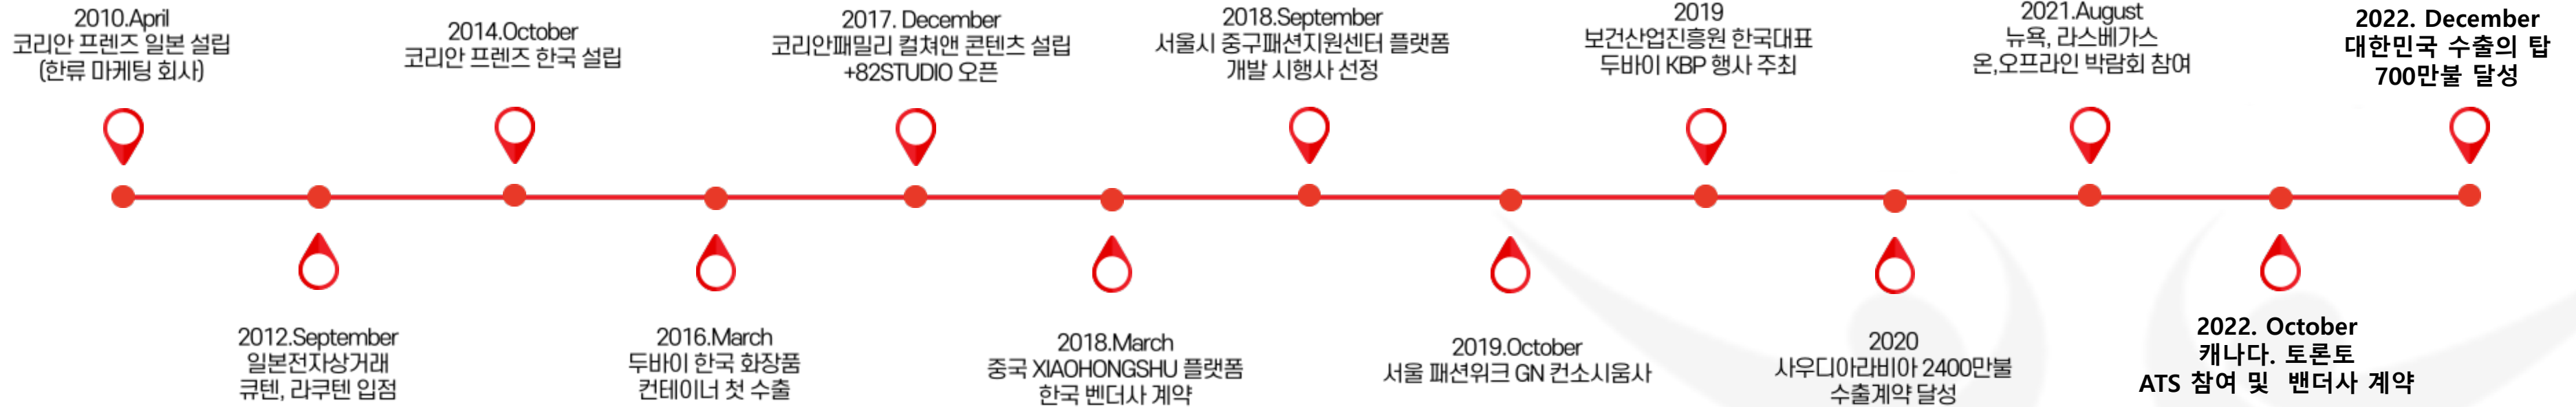 2010.April
코리안 프렌즈 일본 설립
(한류 마케팅 회사)
2012.September
일본전자상거래
큐텐, 라쿠텐 입점
2014.October
코리안 프렌즈 한국 설립
2016.March
두바이 한국 화장품
컨테이너 첫 수출
2017. December
코리안패밀리 컬쳐앤 콘텐츠 설립
+82STUDIO 오픈
2018.March
중국 XIAOHONGSHU 플랫폼
한국 벤더사 계약
2018.September
서울시 중구패션지원센터 플랫폼
개발 시행사 선정
2019.October
서울 패션위크 GN 컨소시움사
2019
보건산업진흥원 한국대표
두바이 KBP 행사 주최
2020
사우디아라비아 2400만불
수출계약 달성
2021.August
뉴욕, 라스베가스
온,오프라인 박람회 참여
2022. October
캐나다. 토론토
ATS 참여 및 밴더사 계약
2022. December
대한민국 수출의 탑
700만불 달성